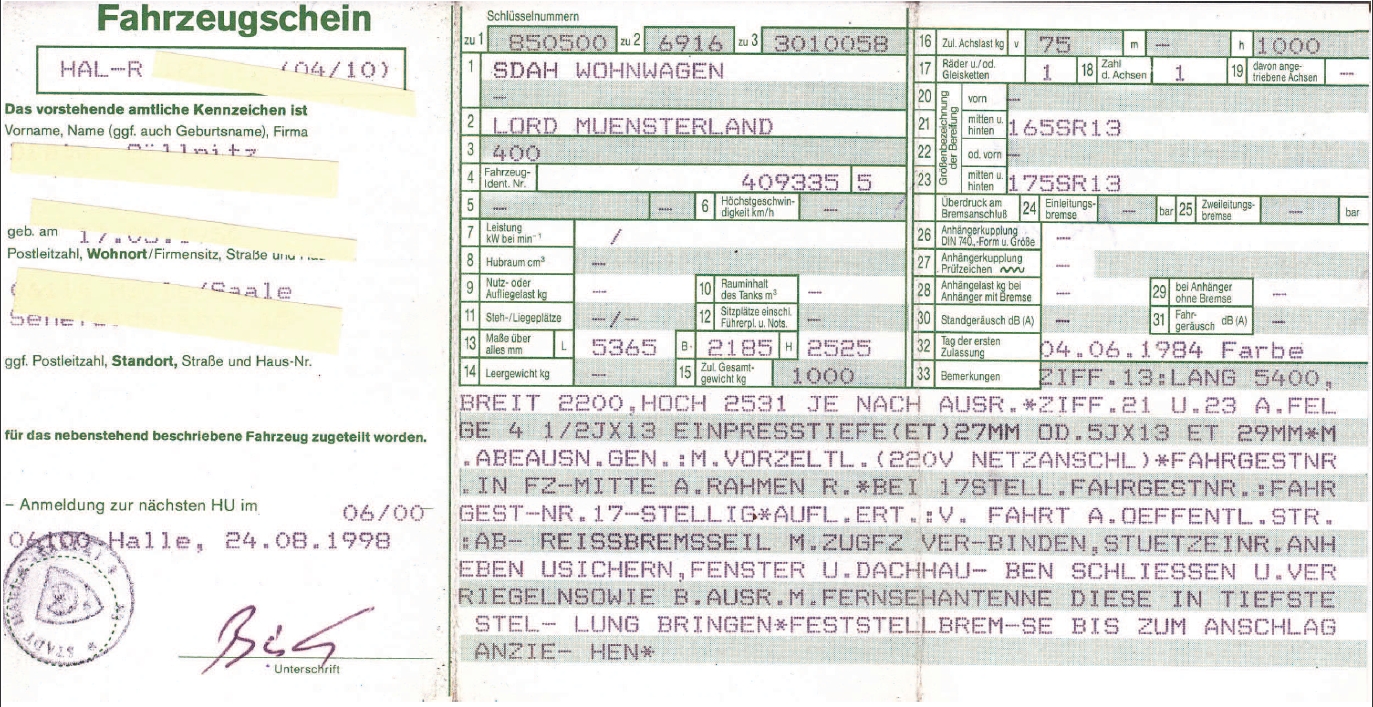 Fahrzeugschein
HAL-R (04/10)
Das vorstehende amtliche Kennzeichen ist
Vorname, Name (ggf. auch Geburtsname), Firma
geb. am
Postleitzahl, Wohnort/Firmensitz, Straße und
/Saale
ggf. Postleitzahl, Standort, Straße und Haus-Nr.
für das nebenstehend beschriebene Fahrzeug zugeteilt worden.
– Anmeldung zur nächsten HU im 06/00
06100 Halle, 24.08.1998
Unterschrift
Schlüsselnummern
zu 1 850500 zu 2 6916 zu 3 3010058
1 SDAH WOHNWAGEN
—
2 LORD MUENSTERLAND
3 400
4 Fahrzeug-Ident. Nr. 409335 5
5 — — 6 Höchstgeschwindigkeit km/h — /
7 Leistung kW bei min⁻¹ /
8 Hubraum cm³ —
9 Nutz- oder Aufliegelast kg — 10 Rauminhalt des Tanks m³ —
11 Steh-/Liegeplätze —/— 12 Sitzplätze einschl. Führerpl. u. Nots. —
13 Maße über alles mm L 5365 B 2185 H 2525
14 Leergewicht kg — 15 Zul. Gesamtgewicht kg 1000
16 Zul. Achslast kg v 75 m — h 1000
17 Räder u./od. Gleisketten 1 18 Zahl d. Achsen 1 19 davon angetriebene Achsen —
Größenbezeichnung der Bereifung
20 vorn —
21 mitten u. hinten 165SR13
22 od. vorn —
23 mitten u. hinten 175SR13
Überdruck am Bremsanschluß 24 Einleitungsbremse — bar 25 Zweileitungsbremse — bar
26 Anhängerkupplung DIN 740.,-Form u. Größe —
27 Anhängerkupplung Prüfzeichen —
28 Anhängelast kg bei Anhänger mit Bremse — 29 bei Anhänger ohne Bremse —
30 Standgeräusch dB (A) — 31 Fahrgeräusch dB (A) —
32 Tag der ersten Zulassung 04.06.1984 Farbe
33 Bemerkungen ZIFF.13:LANG 5400,
BREIT 2200,HOCH 2531 JE NACH AUSR.*ZIFF.21 U.23 A.FEL
GE 4 1/2JX13 EINPRESSTIEFE(ET)27MM OD.5JX13 ET 29MM*M
.ABEAUSN.GEN.:M.VORZELTL.(220V NETZANSCHL)*FAHRGESTNR
.IN FZ-MITTE A.RAHMEN R.*BEI 17STELL.FAHRGESTNR.:FAHR
GEST-NR.17-STELLIG*AUFL.ERT.:V. FAHRT A.OEFFENTL.STR.
:AB- REISSBREMSSEIL M.ZUGFZ VER-BINDEN,STUETZEINR.ANH
EBEN USICHERN,FENSTER U.DACHHAU- BEN SCHLIESSEN U.VER
RIEGELNSOWIE B.AUSR.M.FERNSEHANTENNE DIESE IN TIEFSTE
STEL- LUNG BRINGEN*FESTSTELLBREM-SE BIS ZUM ANSCHLAG
ANZIE- HEN*